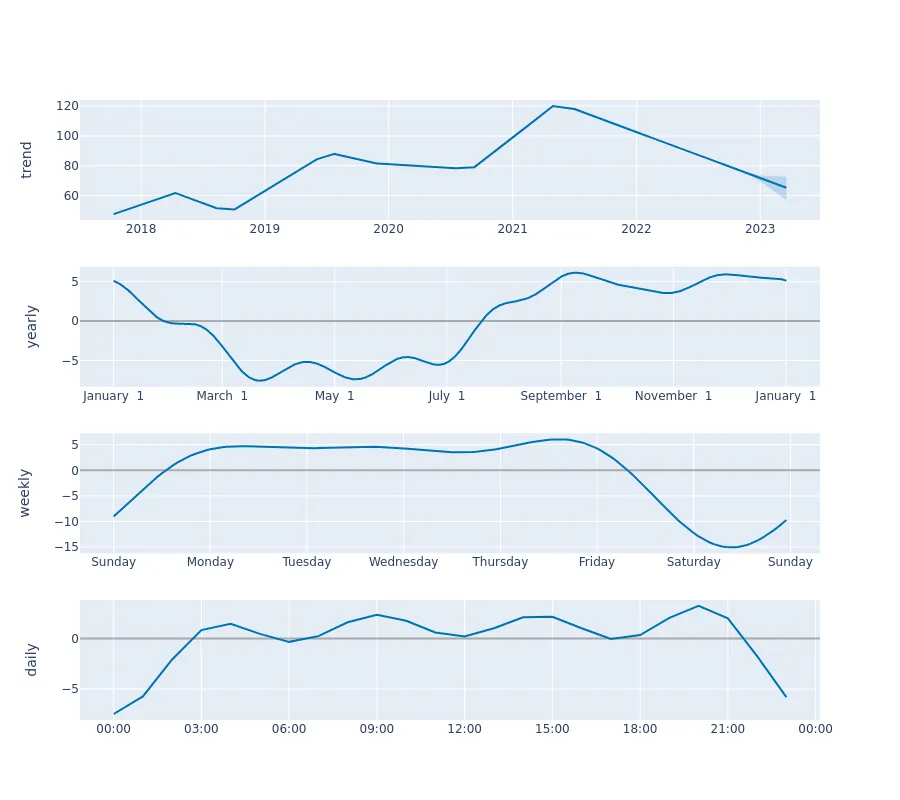 trend
120
100
80
60
2018 2019 2020 2021 2022 2023
yearly
5
0
−5
January 1 March 1 May 1 July 1 September 1 November 1 January 1
weekly
5
0
−5
−10
−15
Sunday Monday Tuesday Wednesday Thursday Friday Saturday Sunday
daily
0
−5
00:00 03:00 06:00 09:00 12:00 15:00 18:00 21:00 00:00